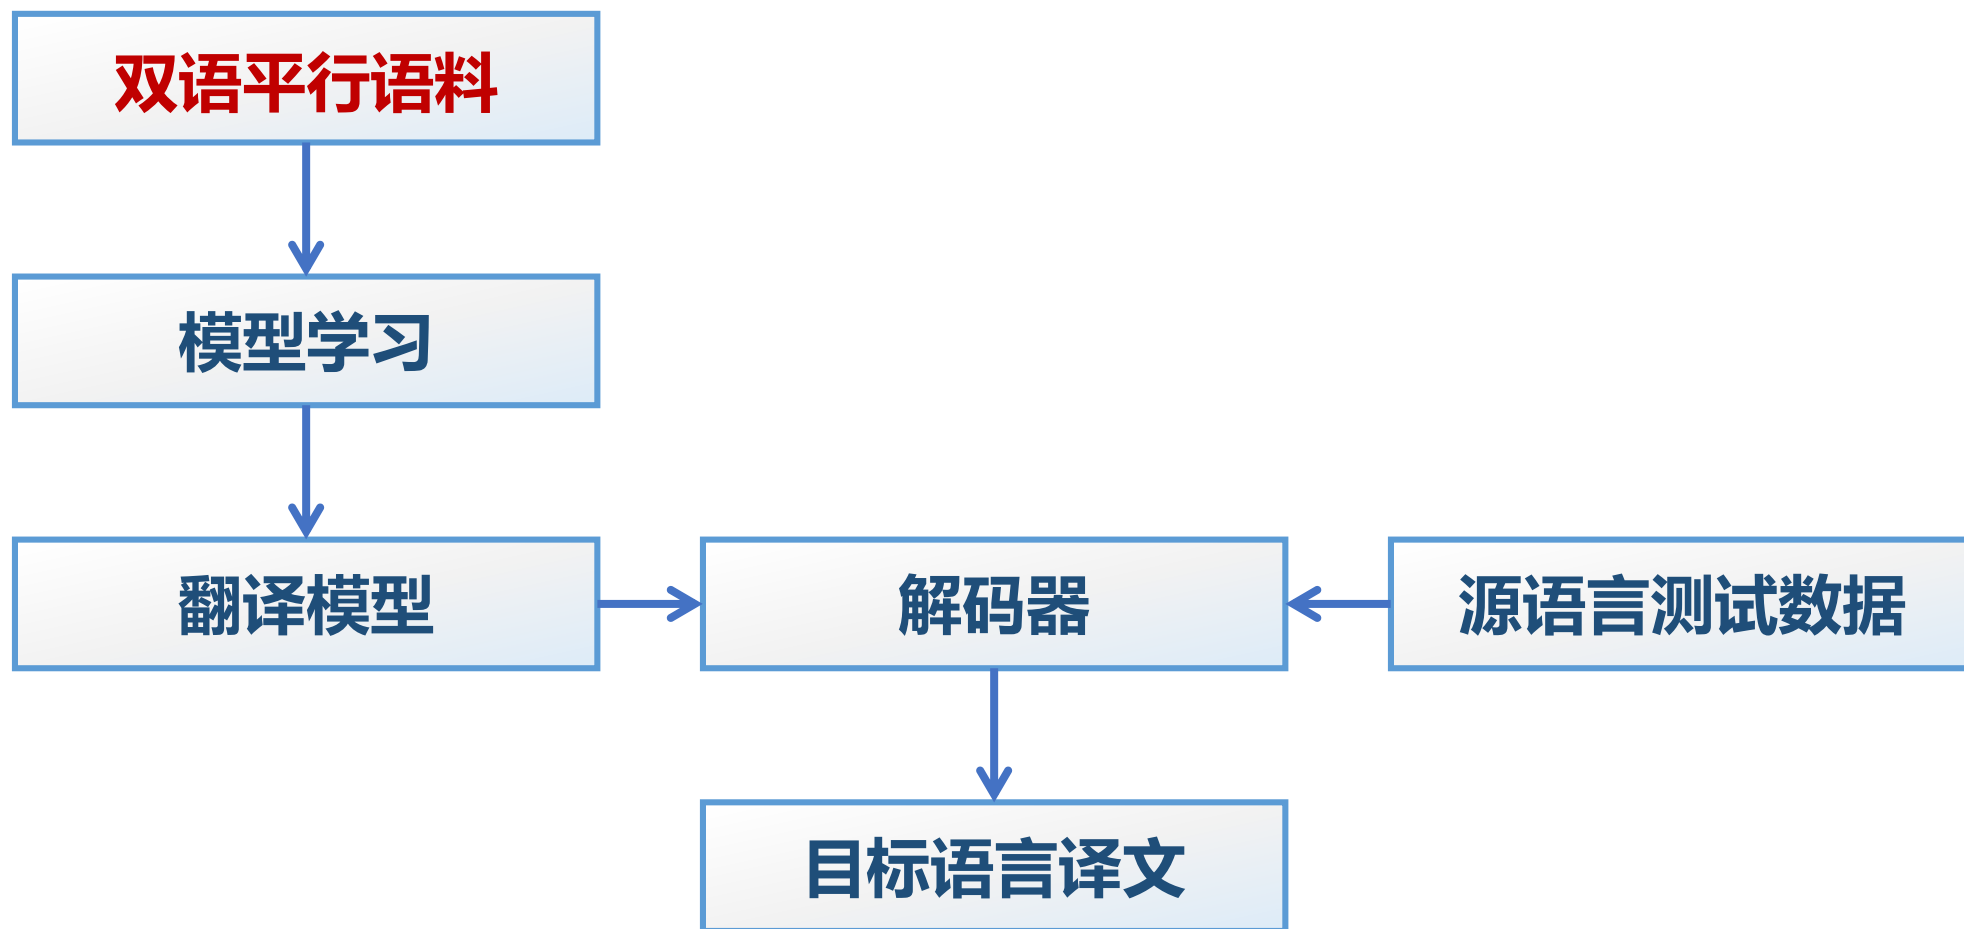 双语平行语料
模型学习
翻译模型
解码器
源语言测试数据
目标语言译文